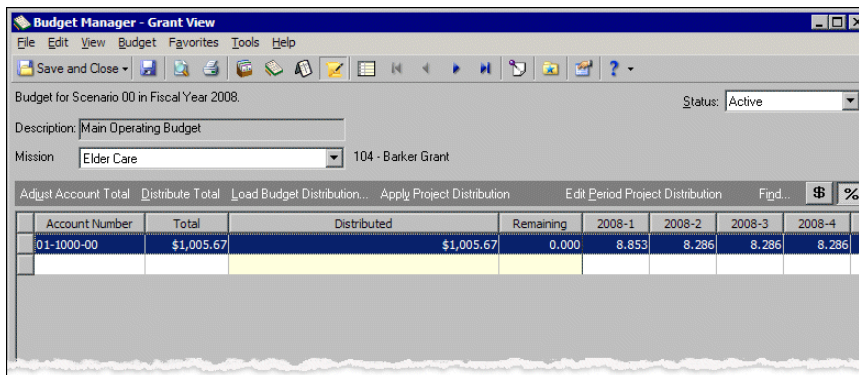 Budget Manager - Grant View
File Edit View Budget Favorites Tools Help
Save and Close
Budget for Scenario 00 in Fiscal Year 2008.
Status: Active
Description: Main Operating Budget
Mission Elder Care 104 - Barker Grant
Adjust Account Total Distribute Total Load Budget Distribution... Apply Project Distribution Edit Period Project Distribution Find... $ %
Account Number Total Distributed Remaining 2008-1 2008-2 2008-3 2008-4
01-1000-00 $1,005.67 $1,005.67 0.000 8.853 8.286 8.286 8.286